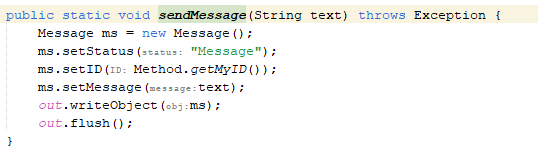 public static void sendMessage(String text) throws Exception {
    Message ms = new Message();
    ms.setStatus(status: "Message");
    ms.setID(ID: Method.getMyID());
    ms.setMessage(message:text);
    out.writeObject(obj:ms);
    out.flush();
}